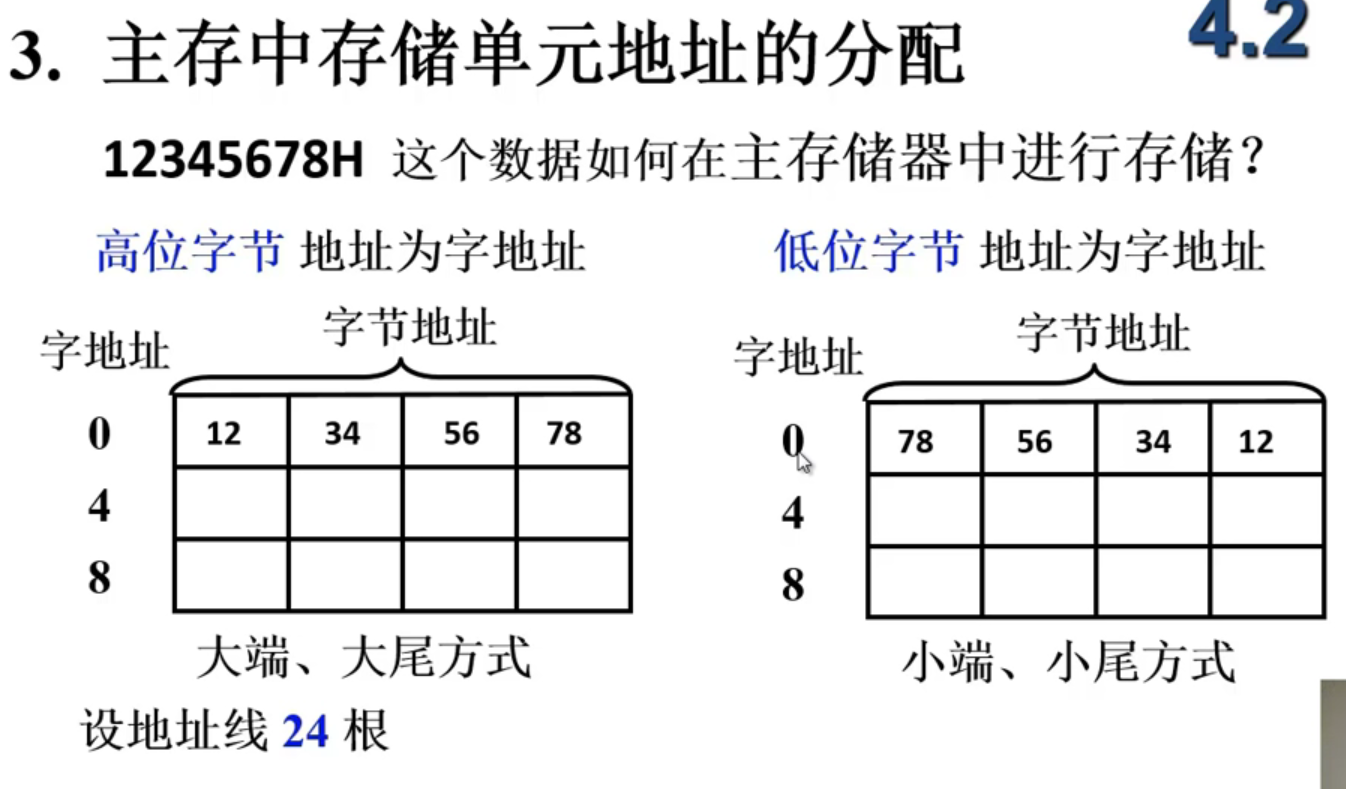 3. 主存中存储单元地址的分配
4.2
12345678H 这个数据如何在主存储器中进行存储？
高位字节 地址为字地址
字地址
字节地址
0 12 34 56 78
4
8
大端、大尾方式
低位字节 地址为字地址
字地址
字节地址
0 78 56 34 12
4
8
小端、小尾方式
设地址线 24 根